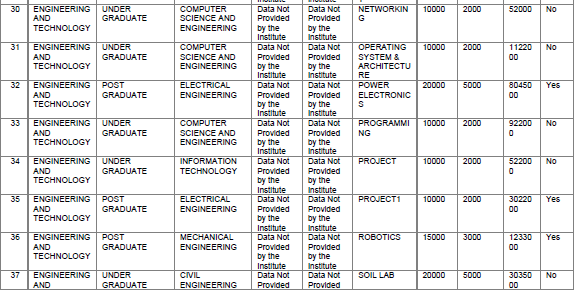 Institute Institute
30 ENGINEERING UNDER COMPUTER Data Not Data Not NETWORKIN 10000 2000 52000 No
AND GRADUATE SCIENCE AND Provided Provided G
TECHNOLOGY ENGINEERING by the by the
Institute Institute
31 ENGINEERING UNDER COMPUTER Data Not Data Not OPERATING 10000 2000 11220 No
AND GRADUATE SCIENCE AND Provided Provided SYSTEM & 00
TECHNOLOGY ENGINEERING by the by the ARCHITECTU
Institute Institute RE
32 ENGINEERING POST ELECTRICAL Data Not Data Not POWER 20000 5000 80450 Yes
AND GRADUATE ENGINEERING Provided Provided ELECTRONIC 00
TECHNOLOGY by the by the S
Institute Institute
33 ENGINEERING UNDER COMPUTER Data Not Data Not PROGRAMMI 10000 2000 92200 No
AND GRADUATE SCIENCE AND Provided Provided NG 0
TECHNOLOGY ENGINEERING by the by the
Institute Institute
34 ENGINEERING UNDER INFORMATION Data Not Data Not PROJECT 10000 2000 52200 No
AND GRADUATE TECHNOLOGY Provided Provided 0
TECHNOLOGY by the by the
Institute Institute
35 ENGINEERING POST ELECTRICAL Data Not Data Not PROJECT1 10000 2000 30220 Yes
AND GRADUATE ENGINEERING Provided Provided 00
TECHNOLOGY by the by the
Institute Institute
36 ENGINEERING POST MECHANICAL Data Not Data Not ROBOTICS 15000 3000 12330 Yes
AND GRADUATE ENGINEERING Provided Provided 00
TECHNOLOGY by the by the
Institute Institute
37 ENGINEERING UNDER CIVIL Data Not Data Not SOIL LAB 20000 5000 30350 No
AND GRADUATE ENGINEERING Provided Provided 00